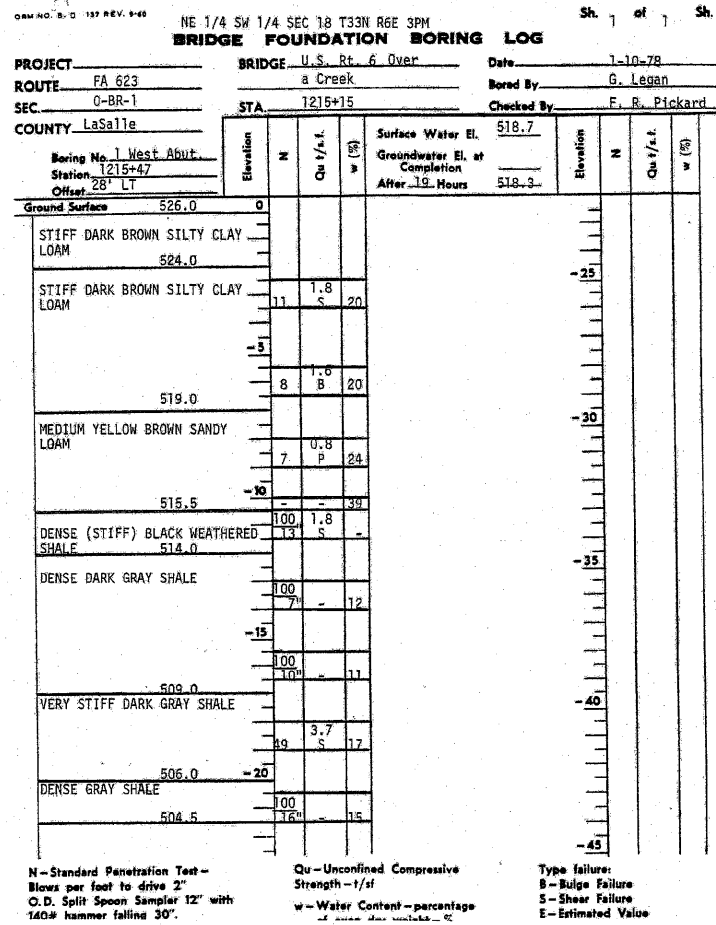 NE 1/4 SW 1/4 SEC 18 T33N R6E 3PM
Sh. 1 of 1 Sh.
137 REV. 9-60
BRIDGE FOUNDATION BORING LOG
PROJECT
BRIDGE U.S. Rt. 6 Over
Date 1-10-78
ROUTE FA 623
a Creek
Bored By G. Legan
SEC. 0-BR-1
STA. 1215+15
Checked By F. R. Pickard
COUNTY LaSalle
Boring No. 1 West Abut.
Station 1215+47
Offset 28' LT
Elevation
N
Qu t/s.f.
w (%)
Surface Water El. 518.7
Groundwater El. at
Completion
After 19 Hours 518.3
Elevation
N
Qu t/s.f.
w (%)
Ground Surface 526.0 0
STIFF DARK BROWN SILTY CLAY
LOAM
524.0
-25
STIFF DARK BROWN SILTY CLAY
LOAM
1.8
11 S 20
-5
1.6
8 B 20
519.0
-30
MEDIUM YELLOW BROWN SANDY
LOAM
0.8
7 P 24
-10
515.5 - - 39
100 1.8
13" S -
DENSE (STIFF) BLACK WEATHERED
SHALE 514.0
-35
DENSE DARK GRAY SHALE
100
7" - 12
-15
100
10" - 11
509.0
-40
VERY STIFF DARK GRAY SHALE
3.7
49 S 17
506.0 -20
DENSE GRAY SHALE
100
504.5 16" - 15
-45
N-Standard Penetration Test-
Blows per foot to drive 2"
O.D. Split Spoon Sampler 12" with
140# hammer falling 30".
Qu-Unconfined Compressive
Strength-t/sf
w-Water Content-percentage
of oven dry weight-%
Type failure:
B-Bulge Failure
S-Shear Failure
E-Estimated Value